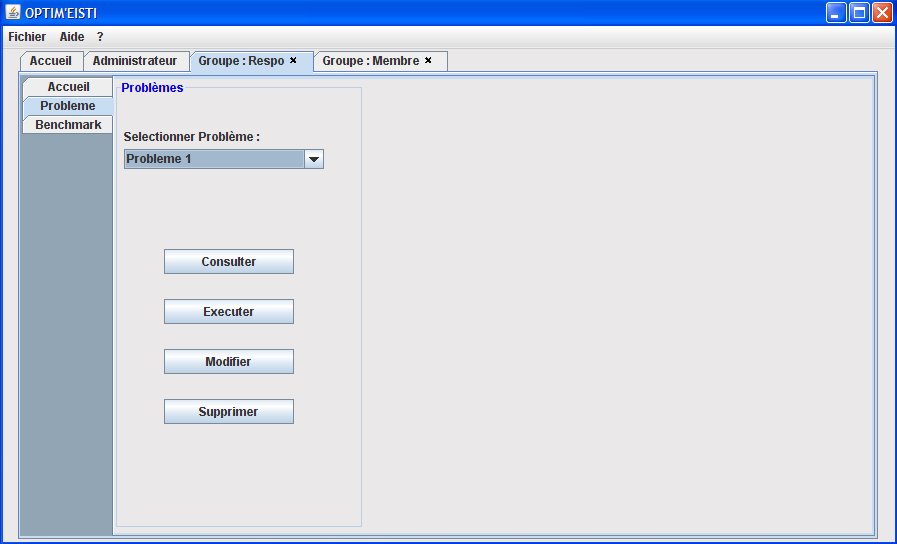 OPTIM'EISTI
Fichier Aide ?
Accueil Administrateur Groupe : Respo × Groupe : Membre ×
Accueil
Probleme
Benchmark
Problèmes
Selectionner Problème :
Probleme 1
Consulter
Executer
Modifier
Supprimer